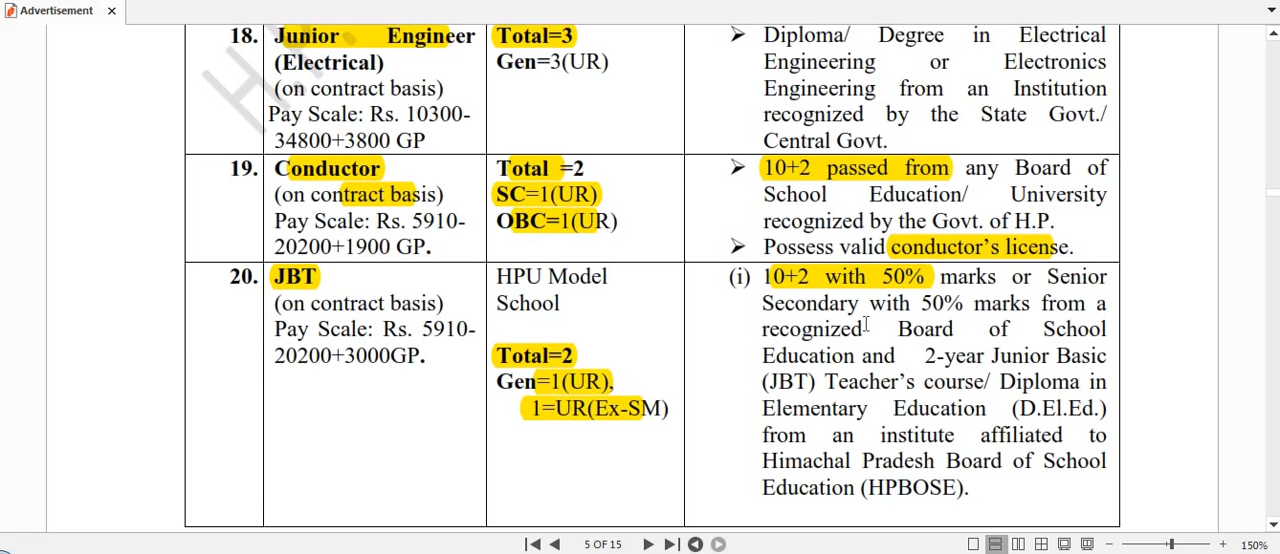 Advertisement
18. Junior Engineer
(Electrical)
(on contract basis)
Pay Scale: Rs. 10300-
34800+3800 GP
Total=3
Gen=3(UR)
➢ Diploma/ Degree in Electrical
Engineering or Electronics
Engineering from an Institution
recognized by the State Govt./
Central Govt.
19. Conductor
(on contract basis)
Pay Scale: Rs. 5910-
20200+1900 GP.
Total =2
SC=1(UR)
OBC=1(UR)
➢ 10+2 passed from any Board of
School Education/ University
recognized by the Govt. of H.P.
➢ Possess valid conductor's license.
20. JBT
(on contract basis)
Pay Scale: Rs. 5910-
20200+3000GP.
HPU Model
School
Total=2
Gen=1(UR),
1=UR(Ex-SM)
(i) 10+2 with 50% marks or Senior
Secondary with 50% marks from a
recognized Board of School
Education and 2-year Junior Basic
(JBT) Teacher's course/ Diploma in
Elementary Education (D.El.Ed.)
from an institute affiliated to
Himachal Pradesh Board of School
Education (HPBOSE).
5 OF 15
150%